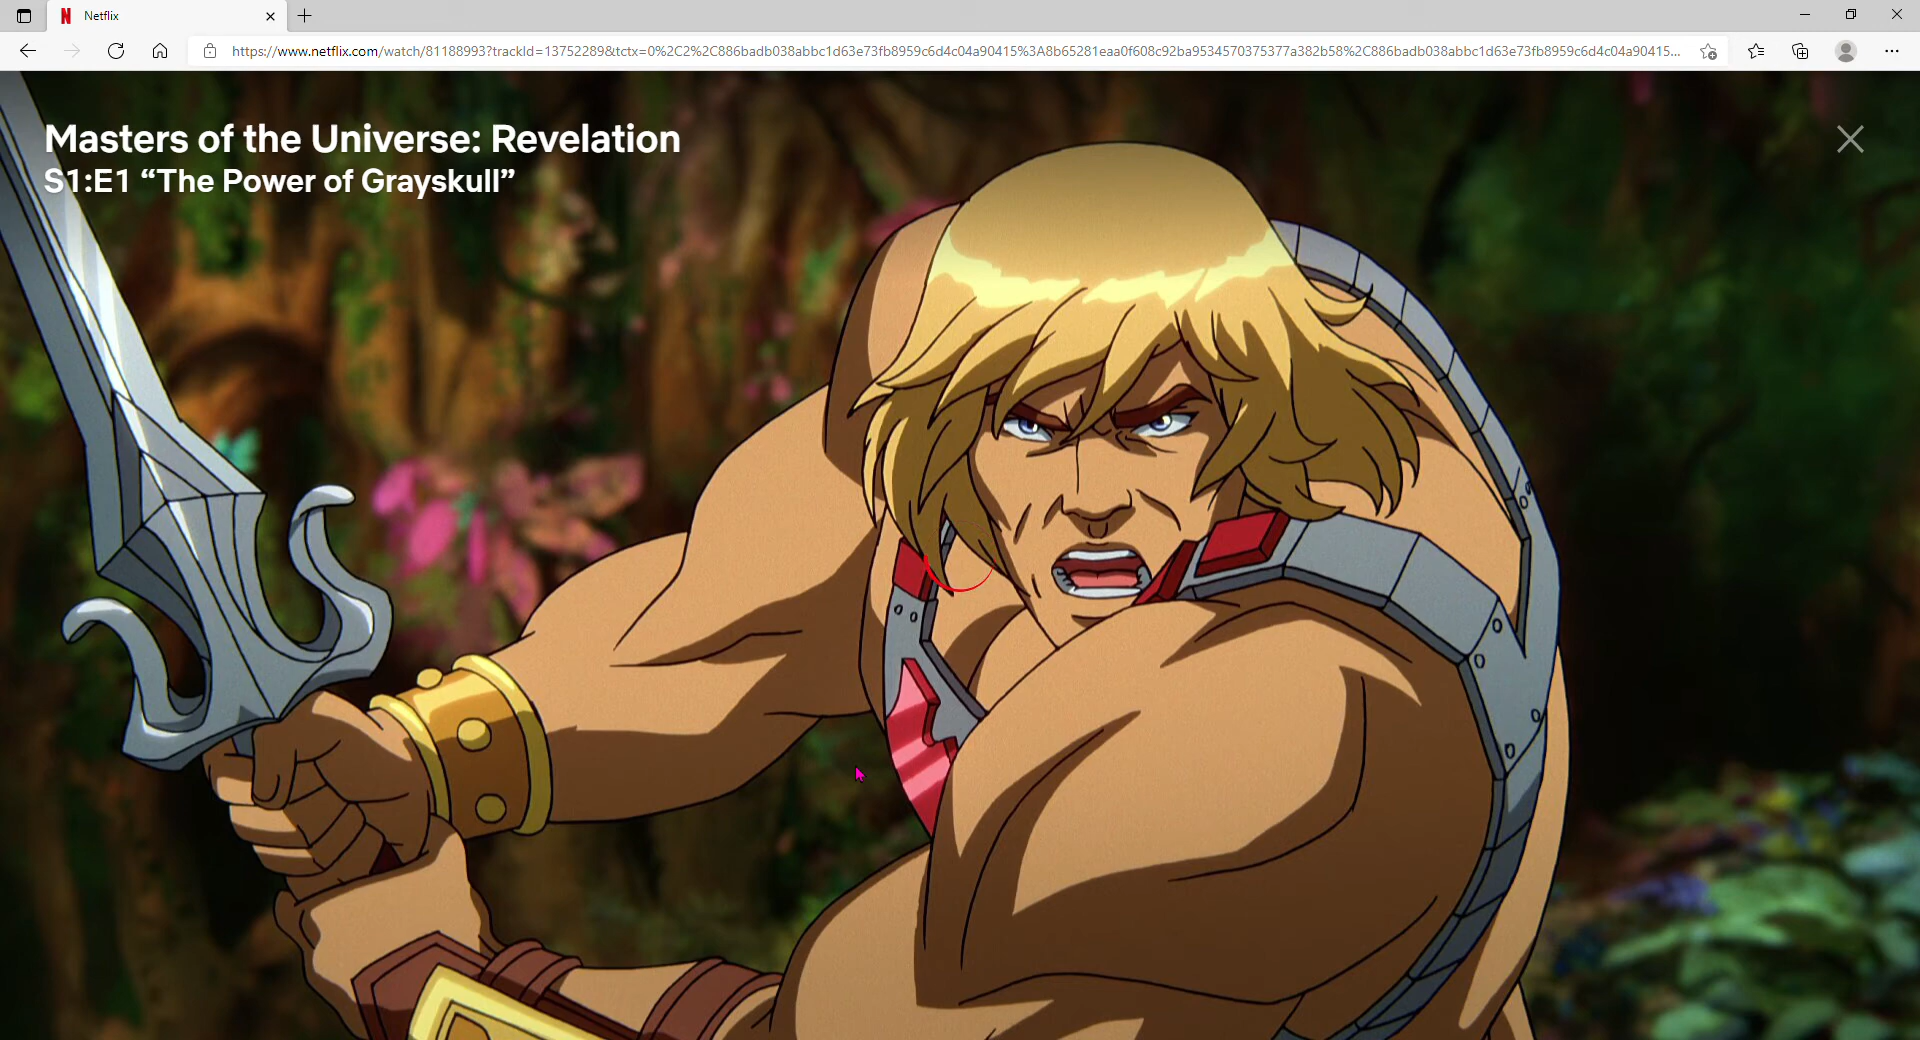 Netflix
https://www.netflix.com/watch/81188993?trackId=13752289&tctx=0%2C2%2C886badb038abbc1d63e73fb8959c6d4c04a90415%3A8b65281eaa0f608c92ba9534570375377a382b58%2C886badb038abbc1d63e73fb8959c6d4c04a90415...
Masters of the Universe: Revelation
S1:E1 “The Power of Grayskull”